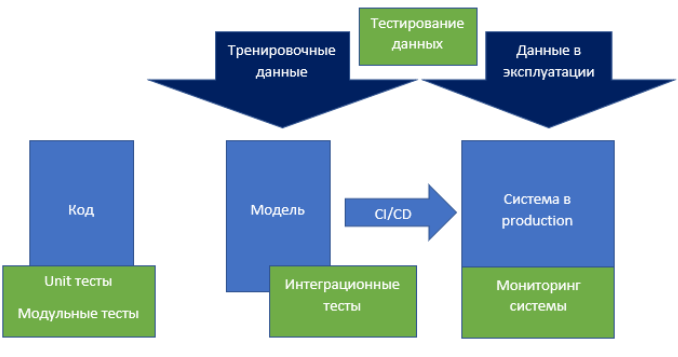 Тестирование
данных
Тренировочные
данные
Данные в
эксплуатации
Код
Модель
CI/CD
Система в
production
Unit тесты
Модульные тесты
Интеграционные
тесты
Мониторинг
системы